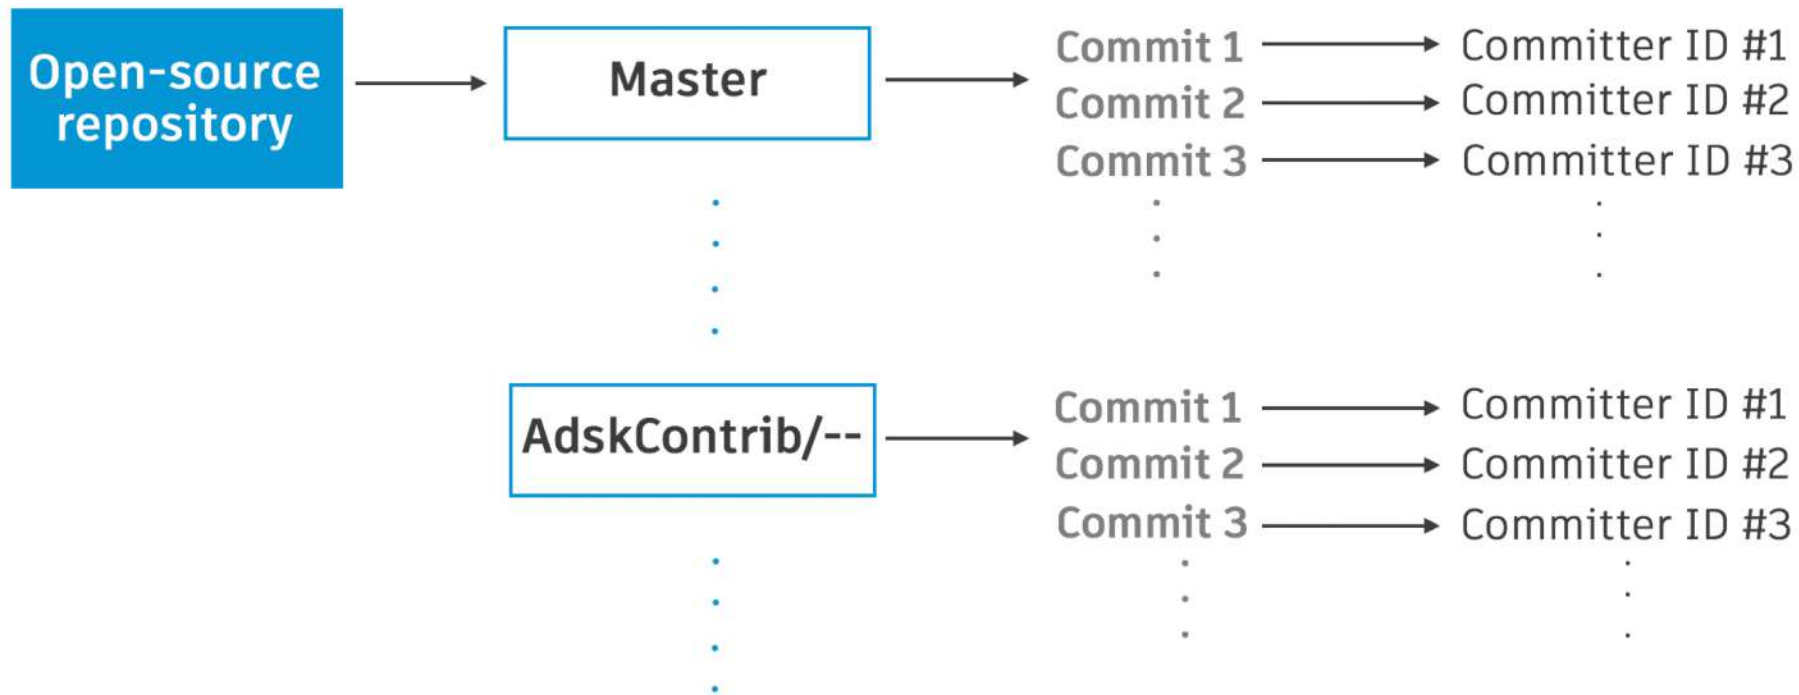 Open-source
repository
Master
Commit 1
Committer ID #1
Commit 2
Committer ID #2
Commit 3
Committer ID #3
AdskContrib/--
Commit 1
Committer ID #1
Commit 2
Committer ID #2
Commit 3
Committer ID #3